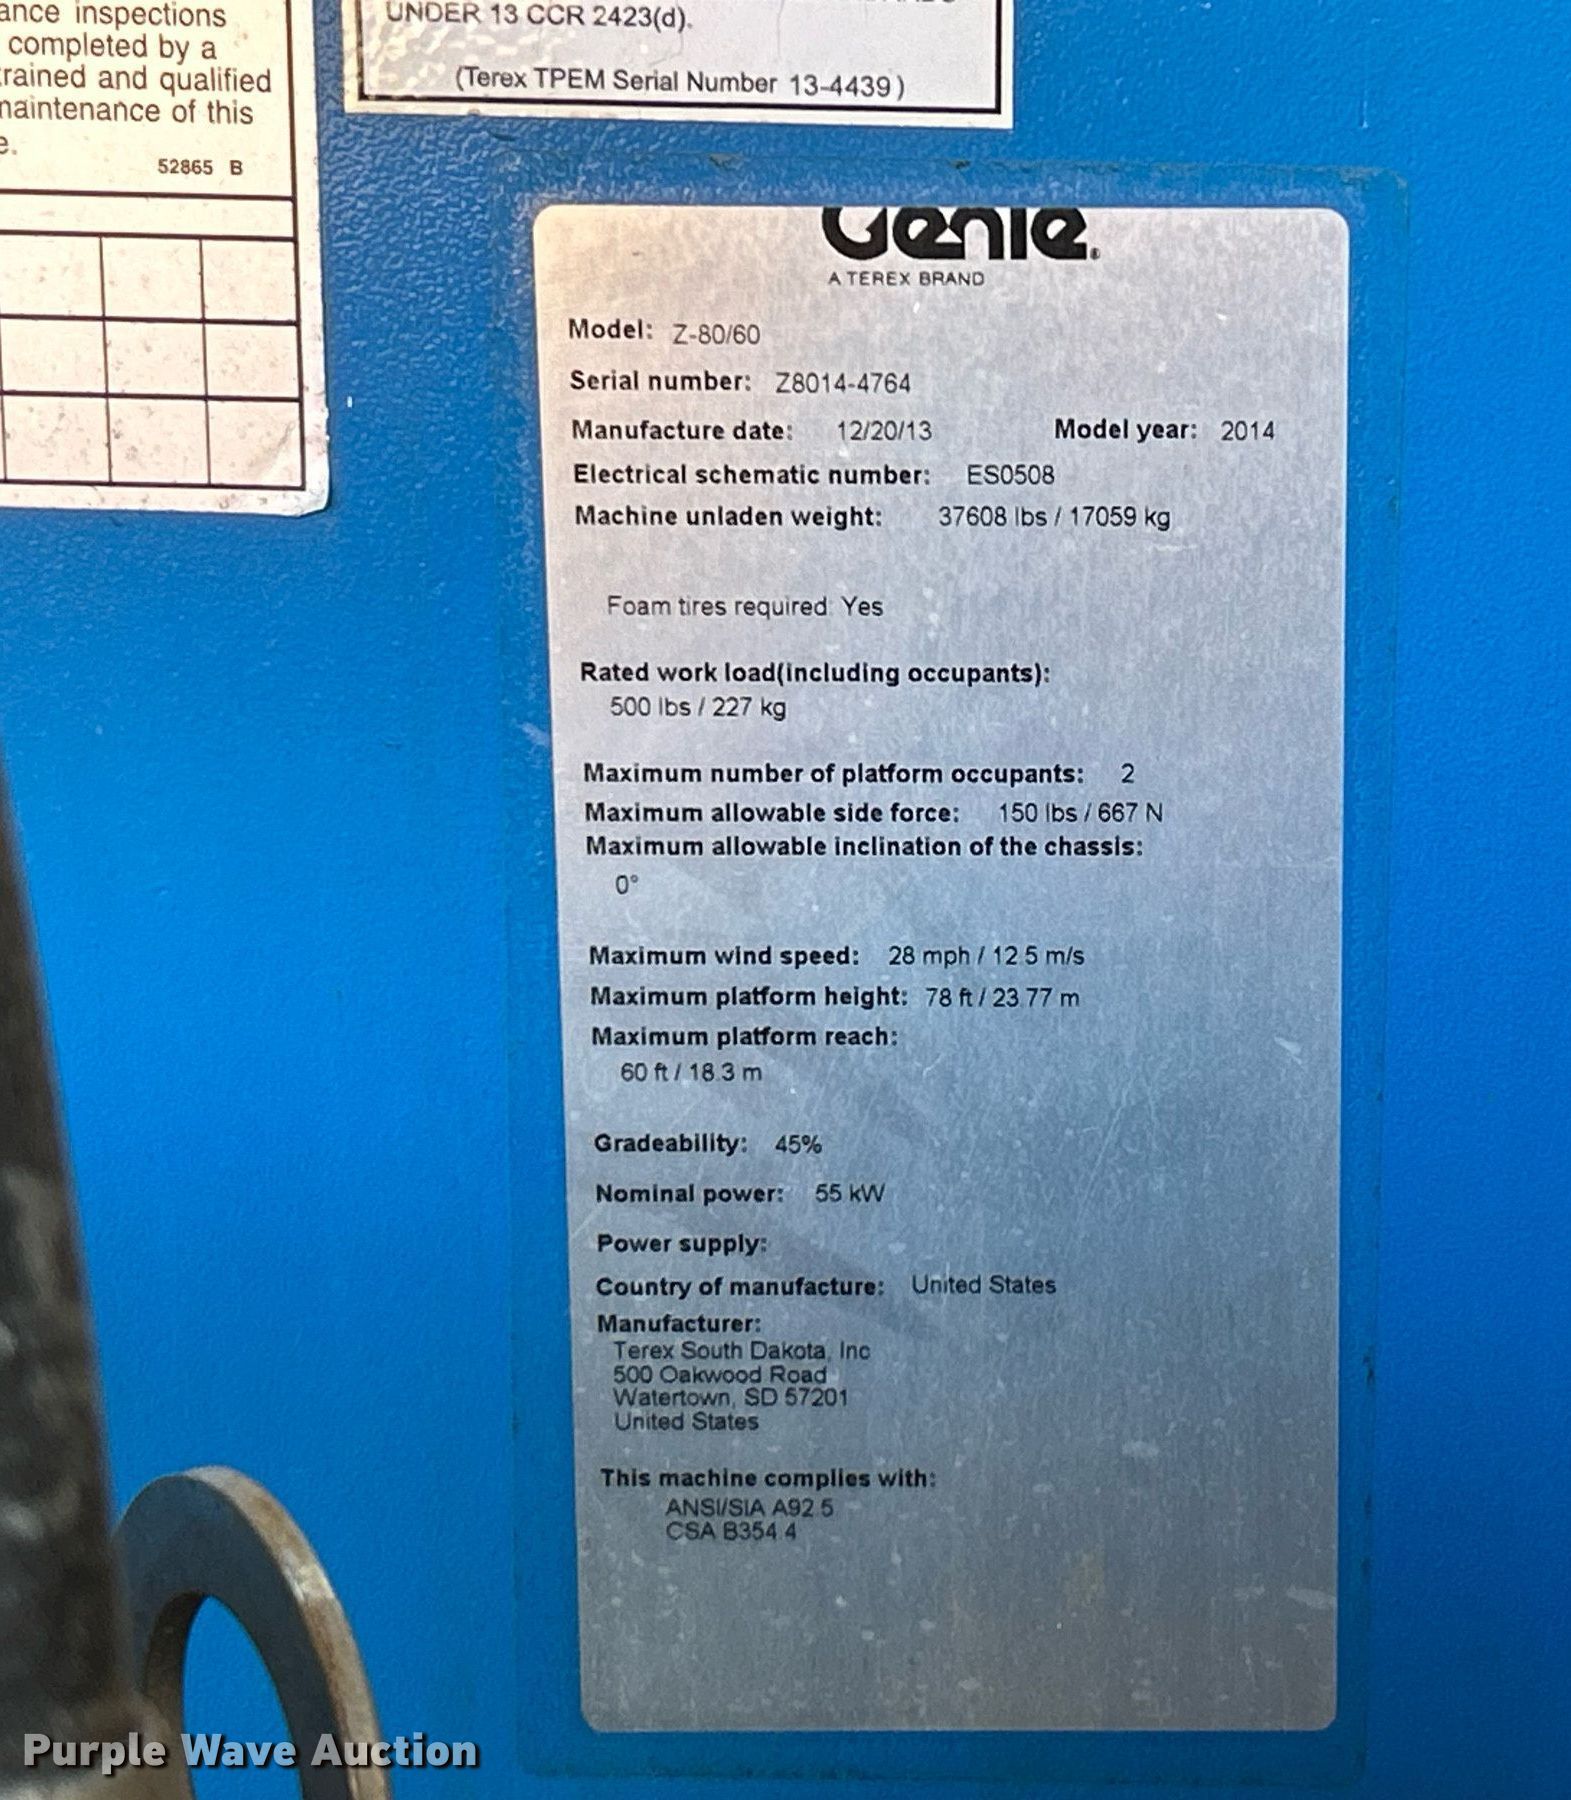 ance inspections
completed by a
rained and qualified
maintenance of this
e.
52865 B
UNDER 13 CCR 2423(d).
(Terex TPEM Serial Number 13-4439)
Genie.
A TEREX BRAND
Model: Z-80/60
Serial number: Z8014-4764
Manufacture date: 12/20/13 Model year: 2014
Electrical schematic number: ES0508
Machine unladen weight: 37608 lbs / 17059 kg
Foam tires required: Yes
Rated work load(including occupants):
500 lbs / 227 kg
Maximum number of platform occupants: 2
Maximum allowable side force: 150 lbs / 667 N
Maximum allowable inclination of the chassis:
0°
Maximum wind speed: 28 mph / 12.5 m/s
Maximum platform height: 78 ft / 23.77 m
Maximum platform reach:
60 ft / 18.3 m
Gradeability: 45%
Nominal power: 55 kW
Power supply:
Country of manufacture: United States
Manufacturer:
Terex South Dakota, Inc
500 Oakwood Road
Watertown, SD 57201
United States
This machine complies with:
ANSI/SIA A92.5
CSA B354.4
Purple Wave Auction